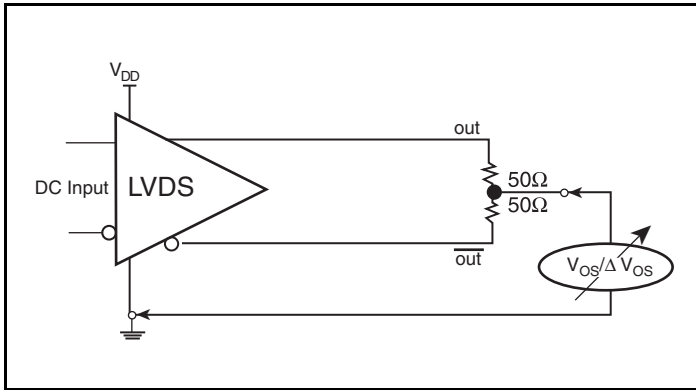 V_DD
out
DC Input
LVDS
50Ω
50Ω
out
V_OS/Δ V_OS